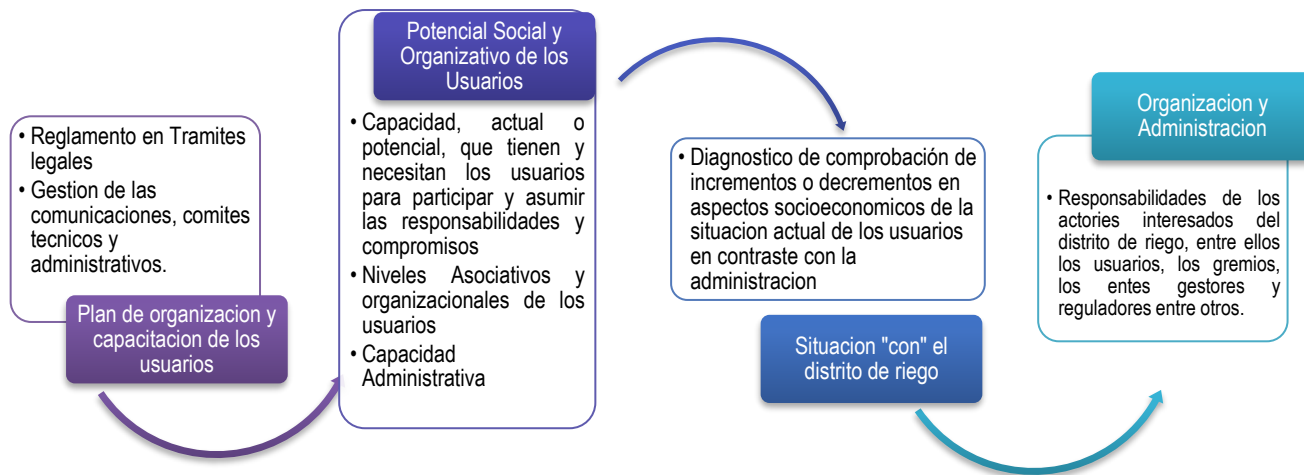 • Reglamento en Tramites
legales
• Gestion de las
comunicaciones, comites
tecnicos y
administrativos.
Plan de organizacion y
capacitacion de los
usuarios
Potencial Social y
Organizativo de los
Usuarios
• Capacidad, actual o
potencial, que tienen y
necesitan los usuarios
para participar y asumir
las responsabilidades y
compromisos
• Niveles Asociativos y
organizacionales de los
usuarios
• Capacidad
Administrativa
• Diagnostico de comprobación de
incrementos o decrementos en
aspectos socioeconomicos de la
situacion actual de los usuarios
en contraste con la
administracion
Situacion "con" el
distrito de riego
Organizacion y
Administracion
• Responsabilidades de los
actories interesados del
distrito de riego, entre ellos
los usuarios, los gremios,
los entes gestores y
reguladores entre otros.